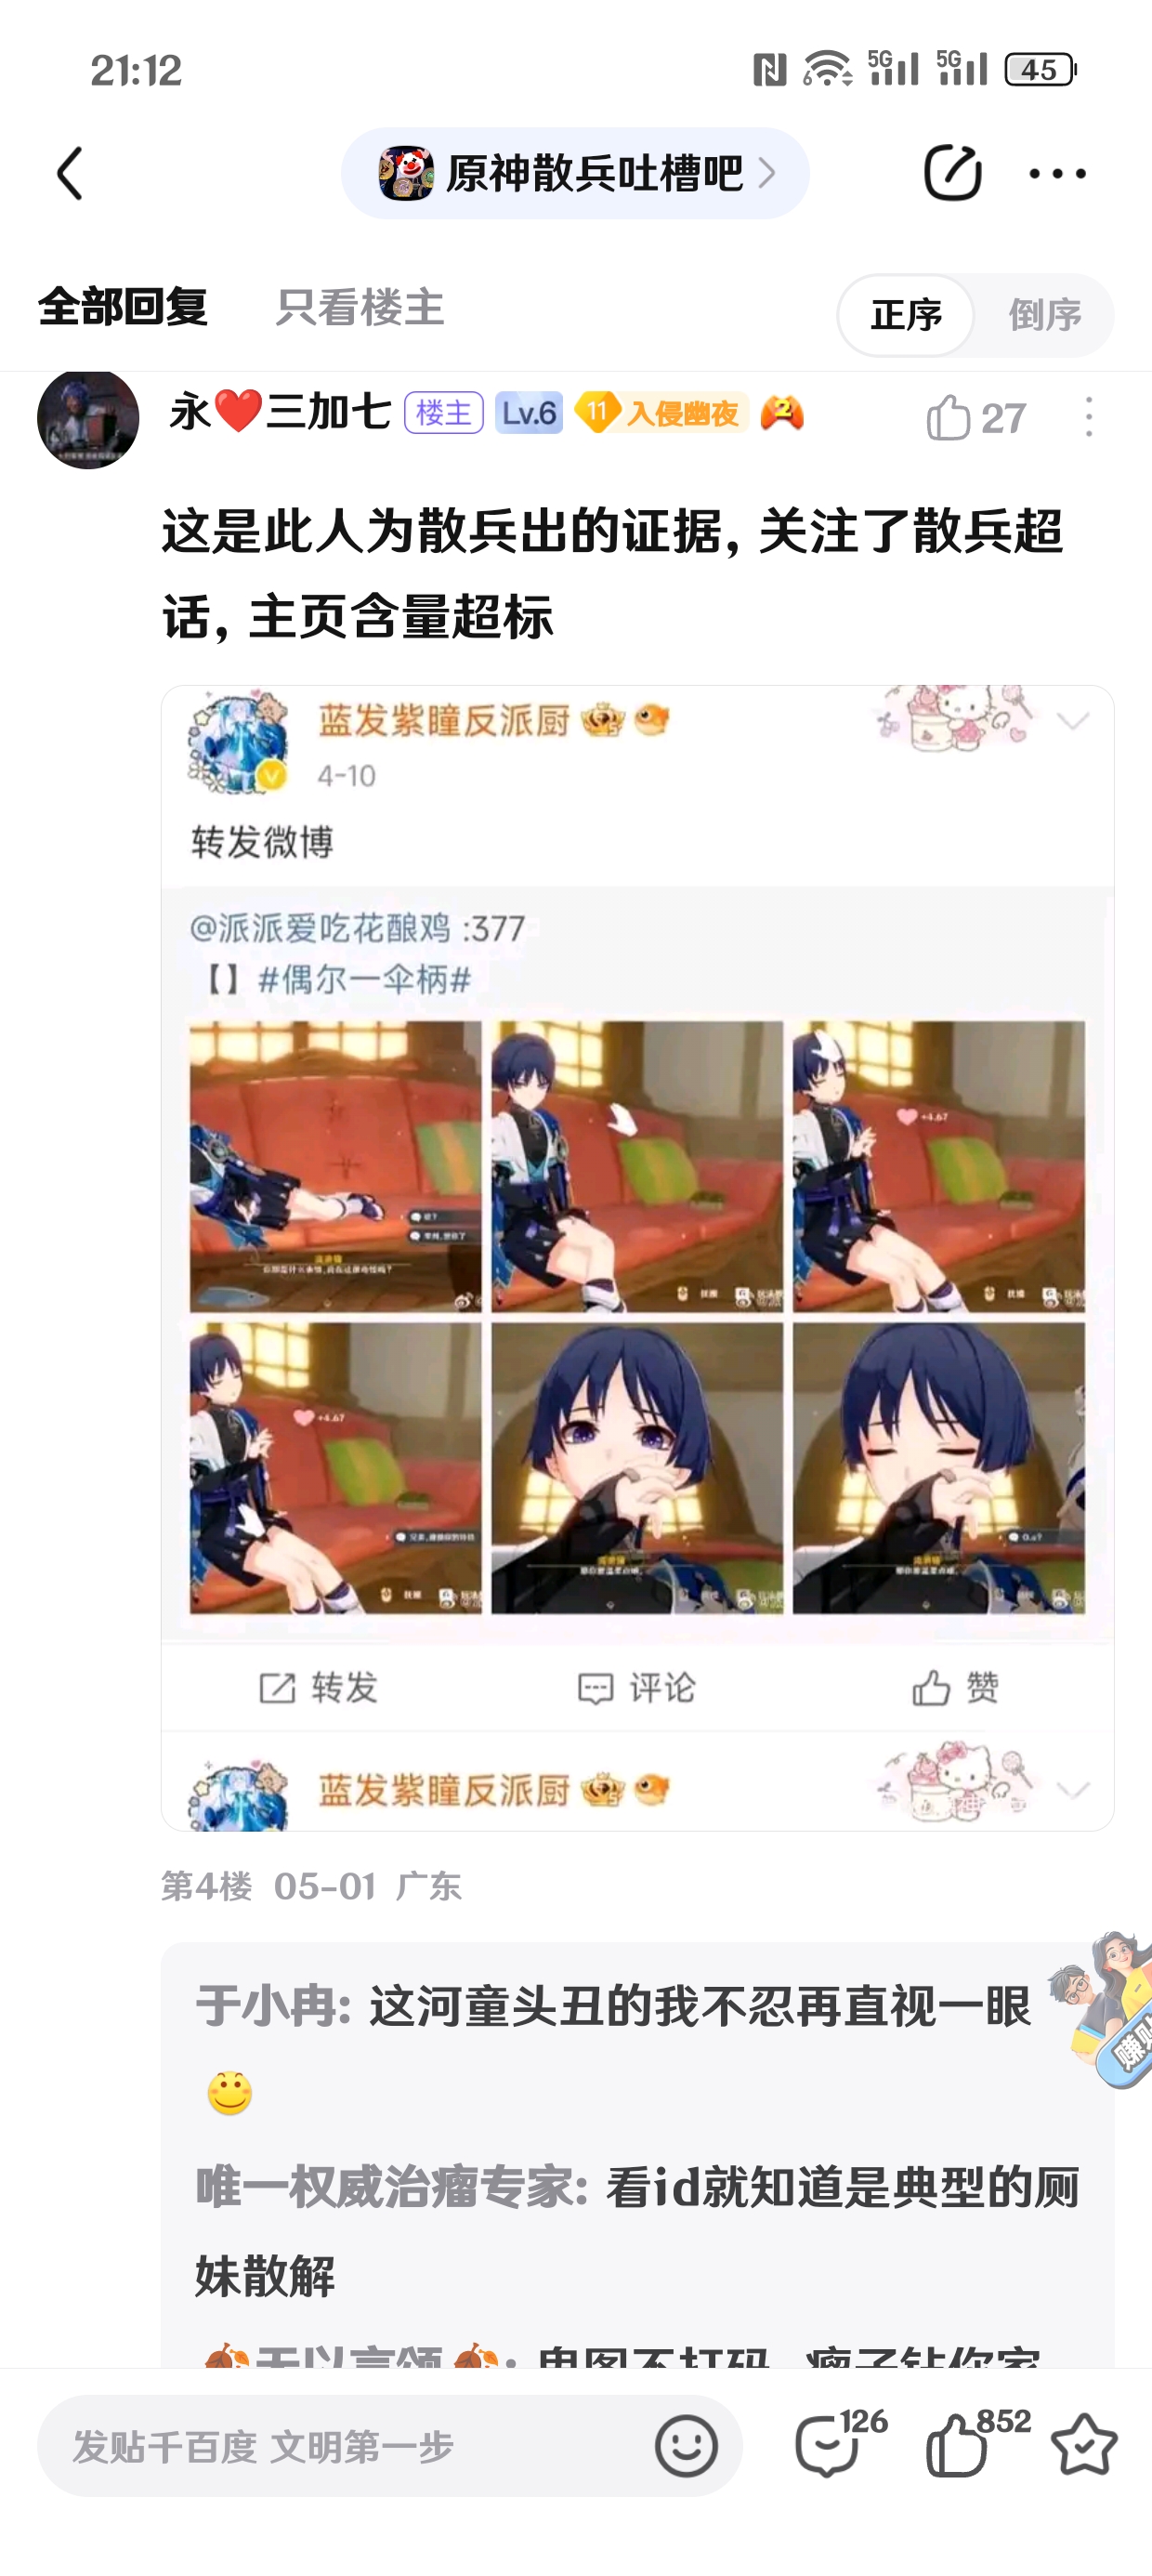 21:12
5G 5G 45
原神散兵吐槽吧
全部回复 只看楼主 正序 倒序
永❤️三加七 楼主 Lv.6 11 入侵幽夜 2 27
这是此人为散兵出的证据, 关注了散兵超
话, 主页含量超标
蓝发紫瞳反派厨
4-10
转发微博
@派派爱吃花酿鸡 :377
【】#偶尔一伞柄#
+4.67
+4.67
转发 评论 赞
蓝发紫瞳反派厨
第4楼 05-01 广东
于小冉: 这河童头丑的我不忍再直视一眼
唯一权威治瘤专家: 看id就知道是典型的厕
妹散解
发贴千百度 文明第一步
126 852